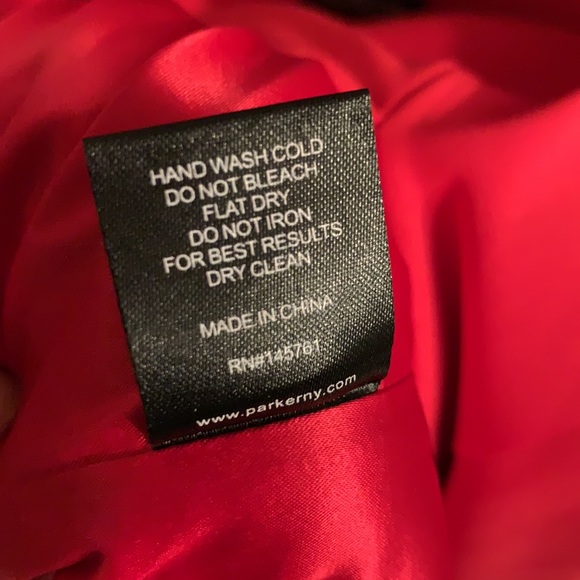 HAND WASH COLD
DO NOT BLEACH
FLAT DRY
DO NOT IRON
FOR BEST RESULTS
DRY CLEAN
MADE IN CHINA
RN#145761
www.parkerny.com